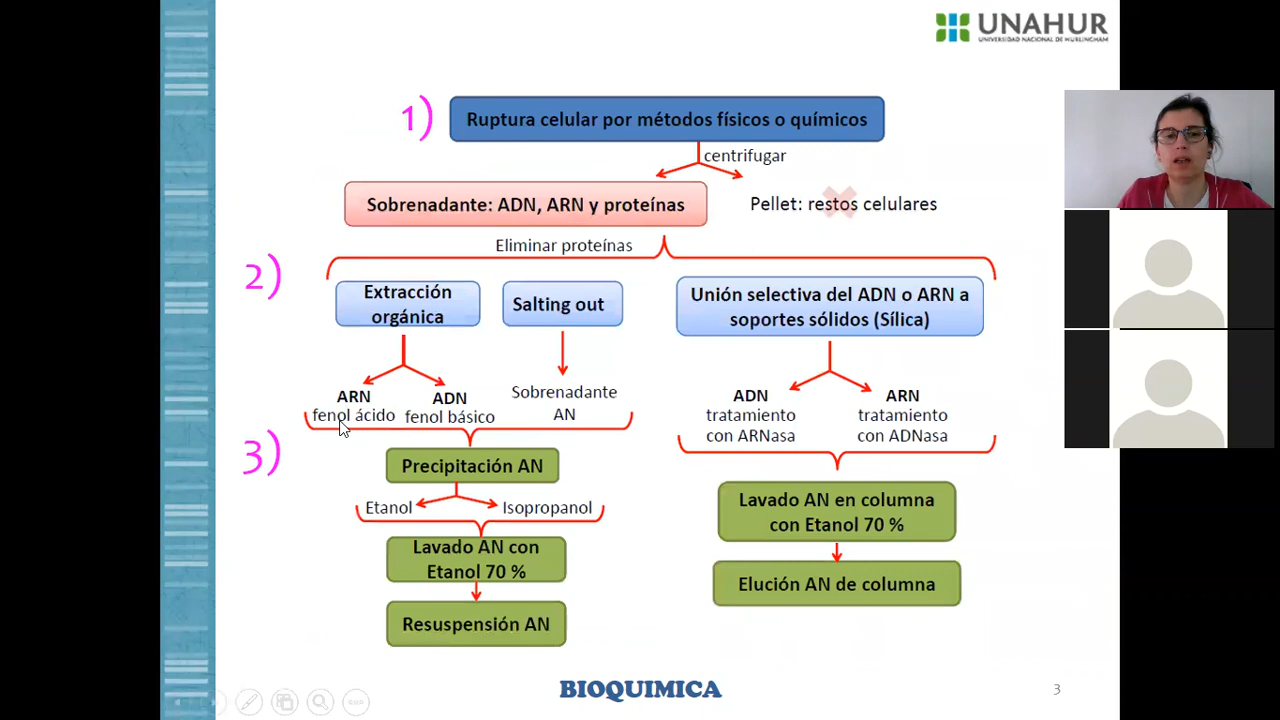 UNAHUR
UNIVERSIDAD NACIONAL DE HURLINGHAM
1)
Ruptura celular por métodos físicos o químicos
centrifugar
Sobrenadante: ADN, ARN y proteínas
Pellet: restos celulares
Eliminar proteínas
2)
Extracción
orgánica
Salting out
Unión selectiva del ADN o ARN a
soportes sólidos (Sílica)
ARN
fenol ácido
ADN
fenol básico
Sobrenadante
AN
ADN
tratamiento
con ARNasa
ARN
tratamiento
con ADNasa
3)
Precipitación AN
Etanol
Isopropanol
Lavado AN con
Etanol 70 %
Resuspensión AN
Lavado AN en columna
con Etanol 70 %
Elución AN de columna
BIOQUIMICA
3